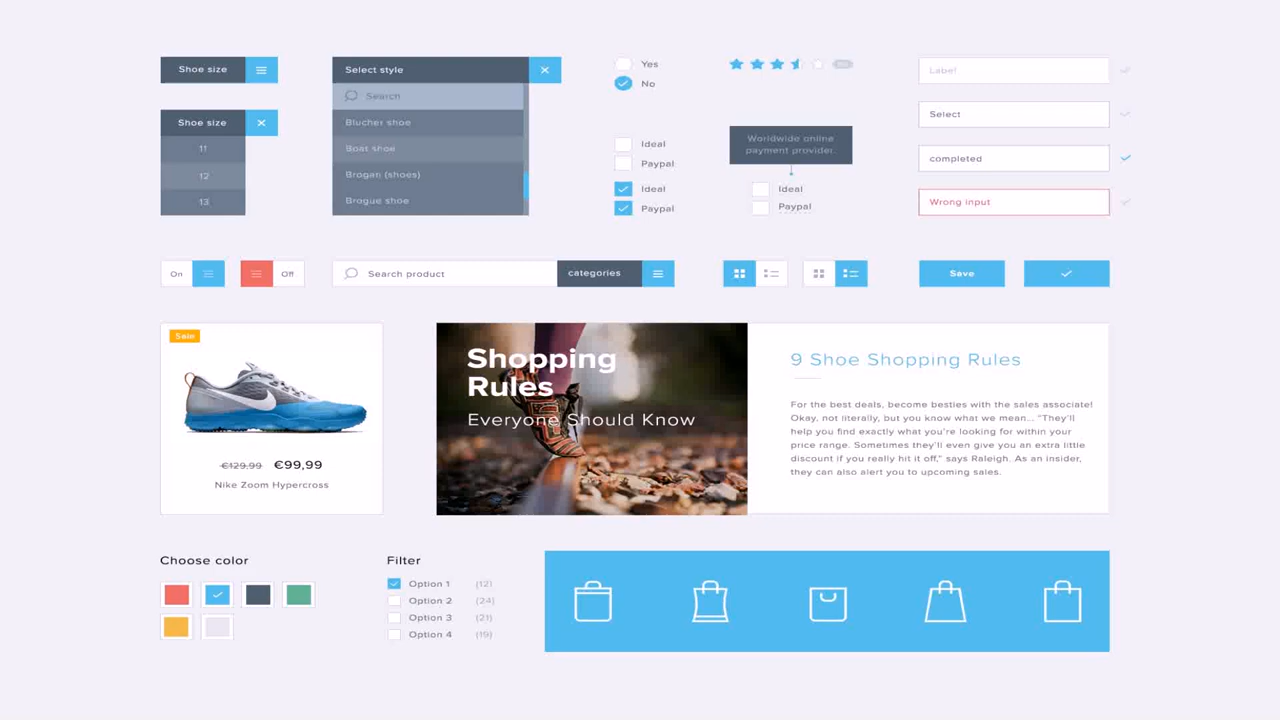 Shoe size
Select style
Yes
No
Label
Search
Shoe size
Blucher shoe
Select
11
Boat shoe
Worldwide online
payment provider.
Ideal
Paypal
completed
12
Brogan (shoes)
Ideal
Ideal
13
Brogue shoe
Paypal
Paypal
Wrong input
On
Off
Search product
categories
Save
Sale
€129,99 €99,99
Nike Zoom Hypercross
Shopping
Rules
Everyone Should Know
9 Shoe Shopping Rules
For the best deals, become besties with the sales associate!
Okay, not literally, but you know what we mean... "They'll
help you find exactly what you're looking for within your
price range. Sometimes they'll even give you an extra little
discount if you really hit it off," says Raleigh. As an insider,
they can also alert you to upcoming sales.
Choose color
Filter
Option 1 (12)
Option 2 (24)
Option 3 (21)
Option 4 (19)